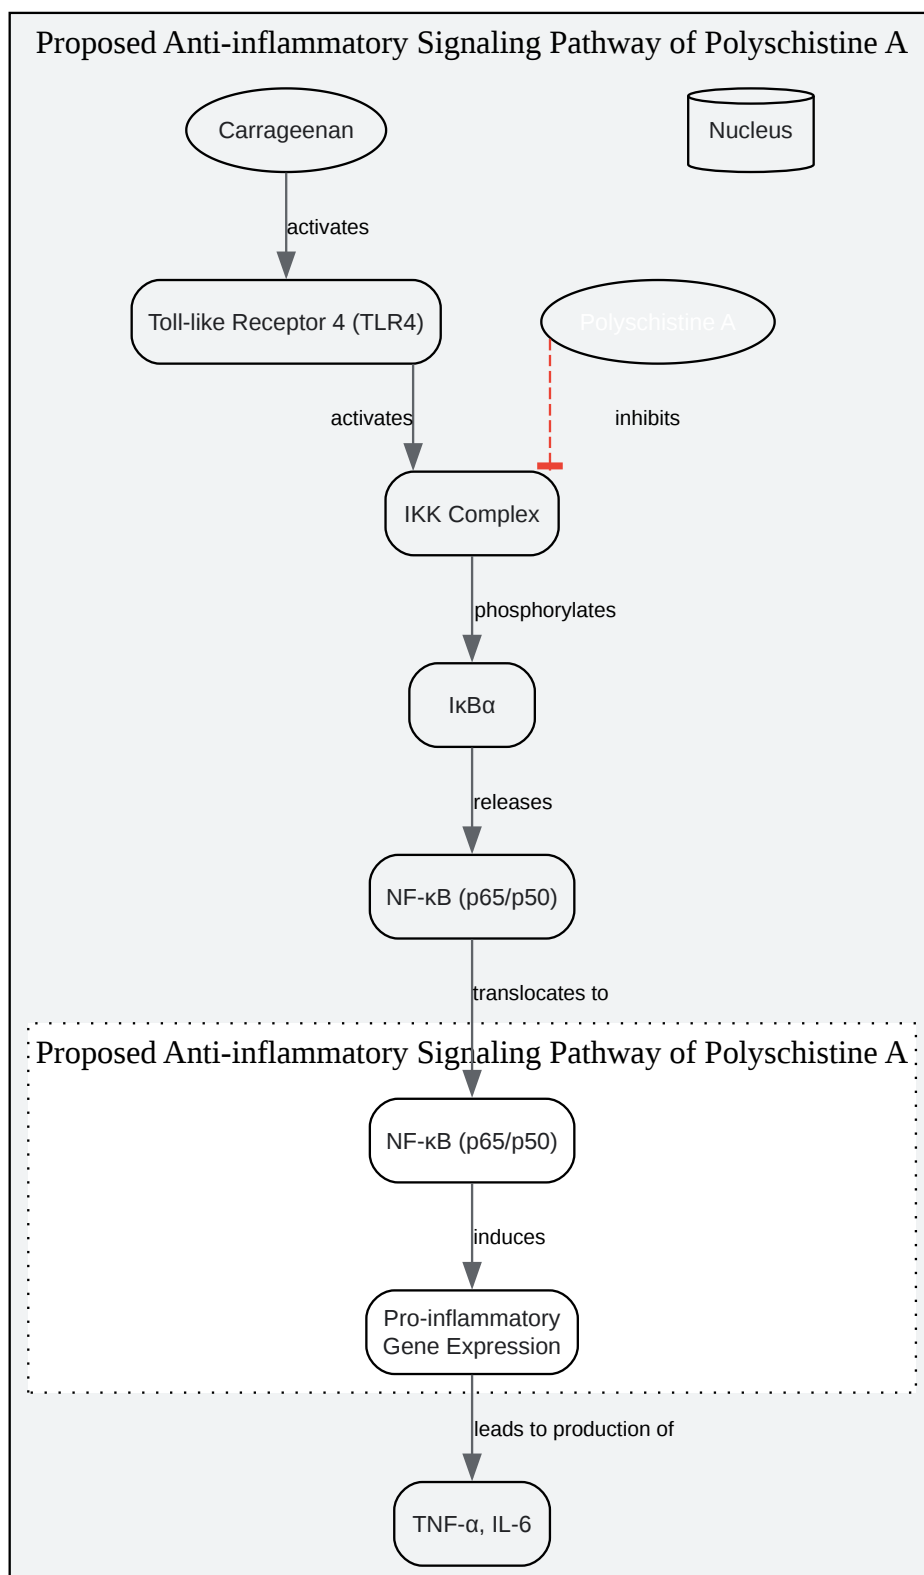 Proposed Anti-inflammatory Signaling Pathway of Polyschistine A
Carrageenan
Nucleus
activates
Toll-like Receptor 4 (TLR4)
Polyschistine A
activates
inhibits
IKK Complex
phosphorylates
IκBα
releases
NF-κB (p65/p50)
translocates to
Proposed Anti-inflammatory Signaling Pathway of Polyschistine A
NF-κB (p65/p50)
induces
Pro-inflammatory
Gene Expression
leads to production of
TNF-α, IL-6